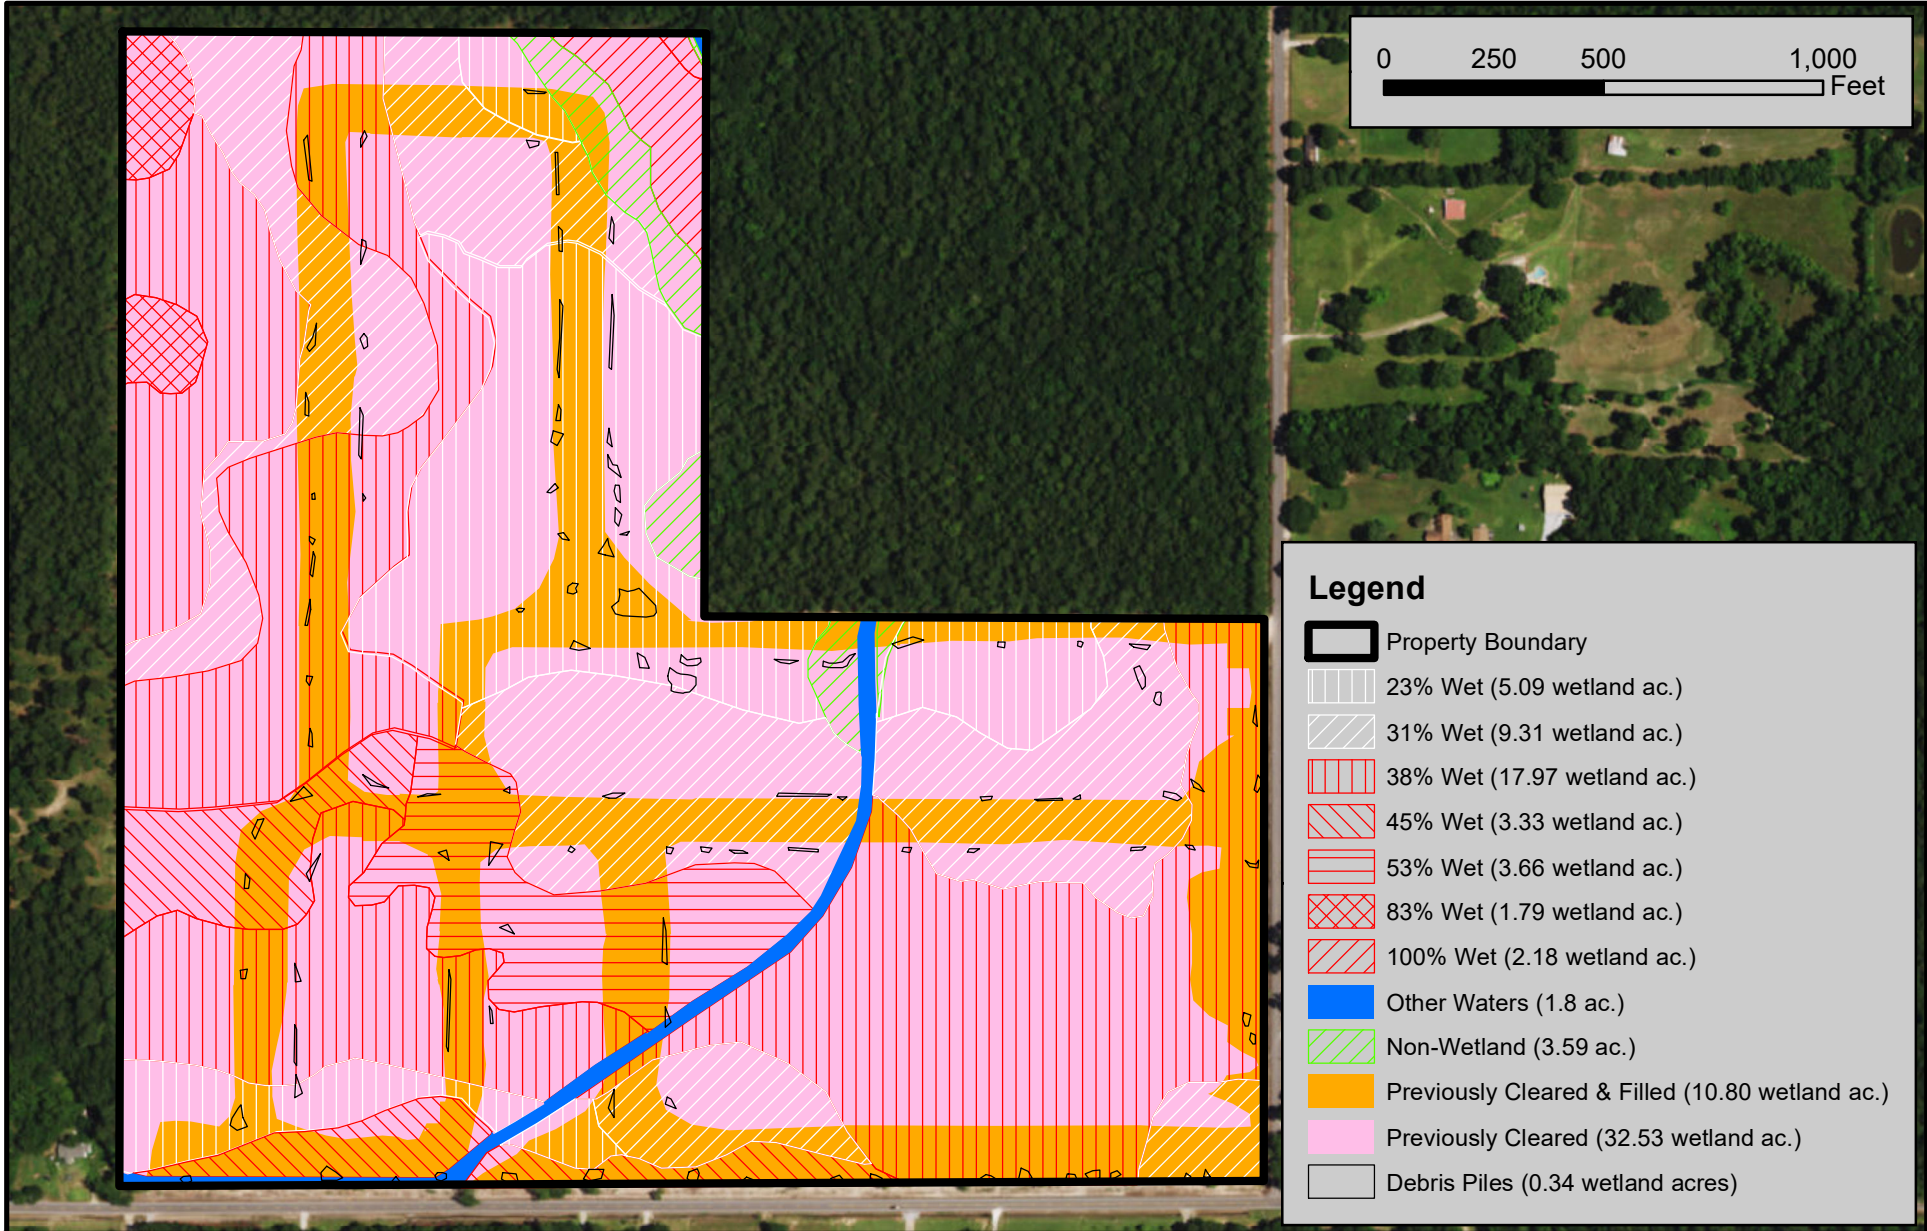 0 250 500 1,000
Feet
Legend
Property Boundary
23% Wet (5.09 wetland ac.)
31% Wet (9.31 wetland ac.)
38% Wet (17.97 wetland ac.)
45% Wet (3.33 wetland ac.)
53% Wet (3.66 wetland ac.)
83% Wet (1.79 wetland ac.)
100% Wet (2.18 wetland ac.)
Other Waters (1.8 ac.)
Non-Wetland (3.59 ac.)
Previously Cleared & Filled (10.80 wetland ac.)
Previously Cleared (32.53 wetland ac.)
Debris Piles (0.34 wetland acres)